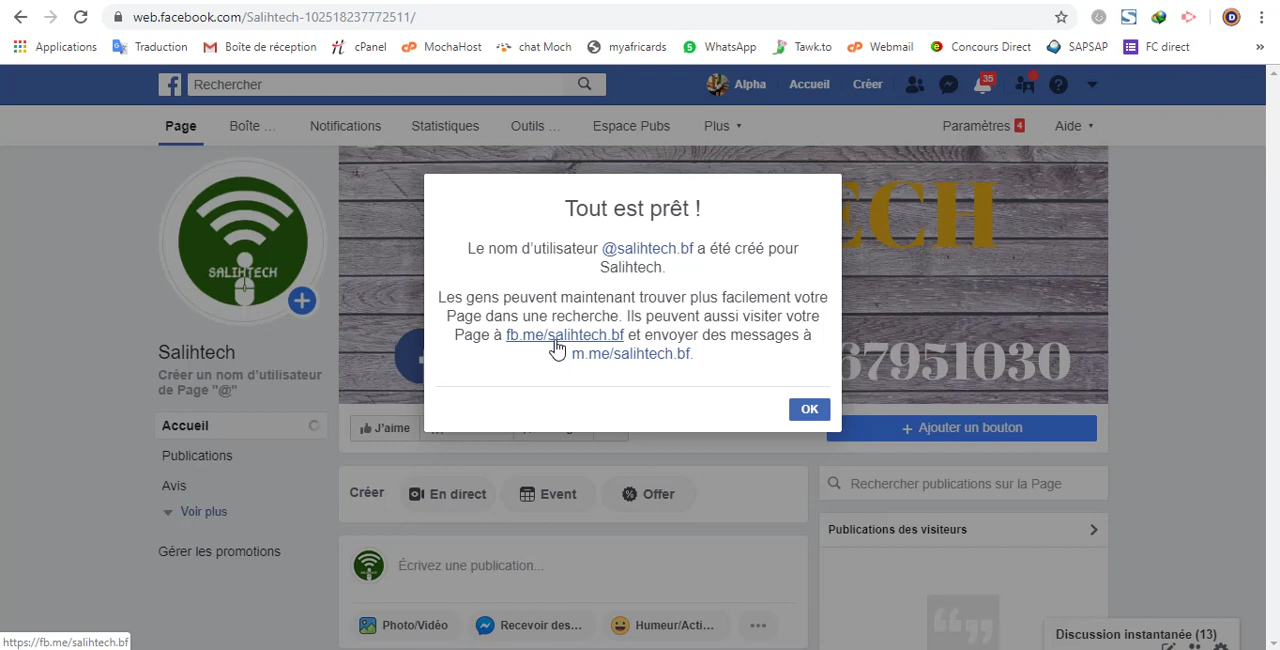 web.facebook.com/Salihtech-102518237772511/
Applications Traduction Boîte de réception cPanel MochaHost chat Moch myafricards WhatsApp Tawk.to Webmail Concours Direct SAPSAP FC direct »
Rechercher Alpha Accueil Créer 35
Page Boîte ... Notifications Statistiques Outils ... Espace Pubs Plus Paramètres 4 Aide
SALIHTECH
ECH
67951030
Tout est prêt !
Le nom d'utilisateur @salihtech.bf a été créé pour
Salihtech.
Les gens peuvent maintenant trouver plus facilement votre
Page dans une recherche. Ils peuvent aussi visiter votre
Page à fb.me/salihtech.bf et envoyer des messages à
m.me/salihtech.bf.
OK
Salihtech
Créer un nom d'utilisateur
de Page "@"
Accueil
Publications
Avis
Voir plus
Gérer les promotions
J'aime
+ Ajouter un bouton
Créer En direct Event Offer
Rechercher publications sur la Page
Publications des visiteurs
Écrivez une publication...
Photo/Vidéo Recevoir des... Humeur/Acti... •••
Discussion instantanée (13)
https://fb.me/salihtech.bf